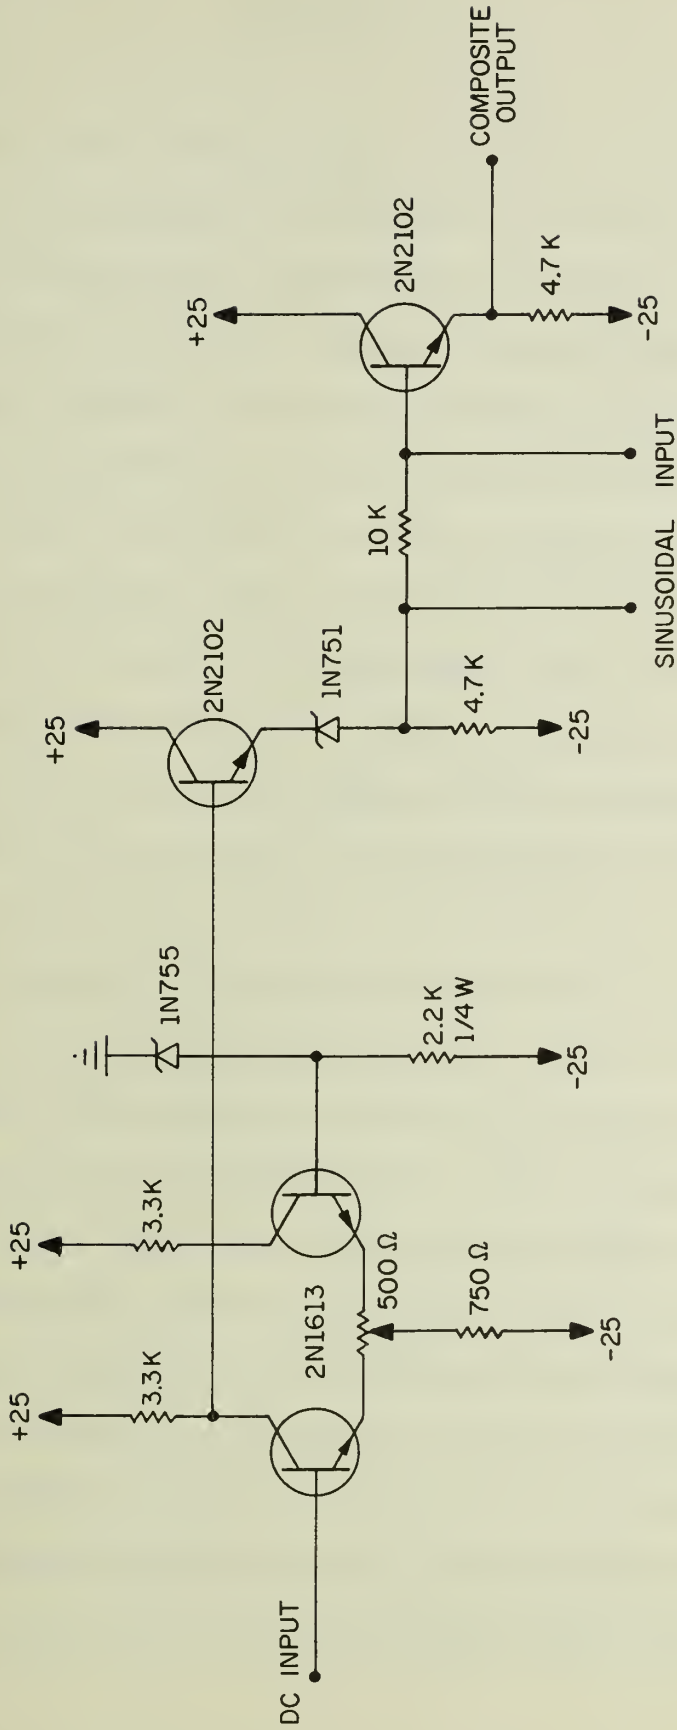 DC INPUT
+25
3.3K
+25
3.3K
2N1613
500 Ω
750 Ω
-25
1N755
2.2 K
1/4 W
-25
+25
2N2102
1N751
4.7 K
-25
10 K
SINUSOIDAL INPUT
+25
2N2102
4.7 K
-25
COMPOSITE
OUTPUT